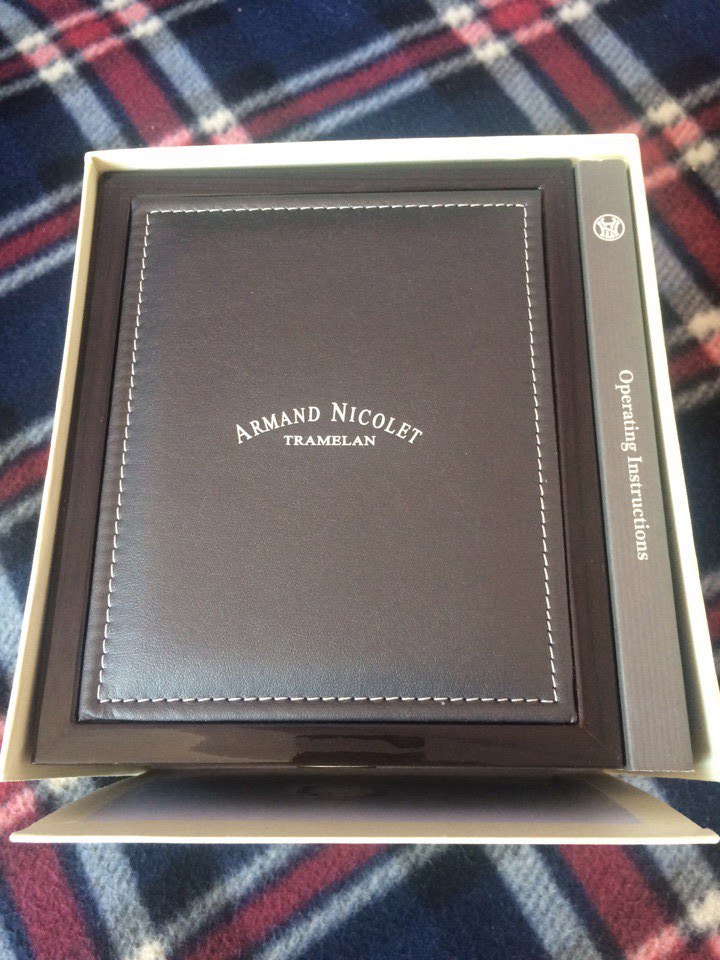 ARMAND NICOLET
TRAMELAN
Operating Instructions